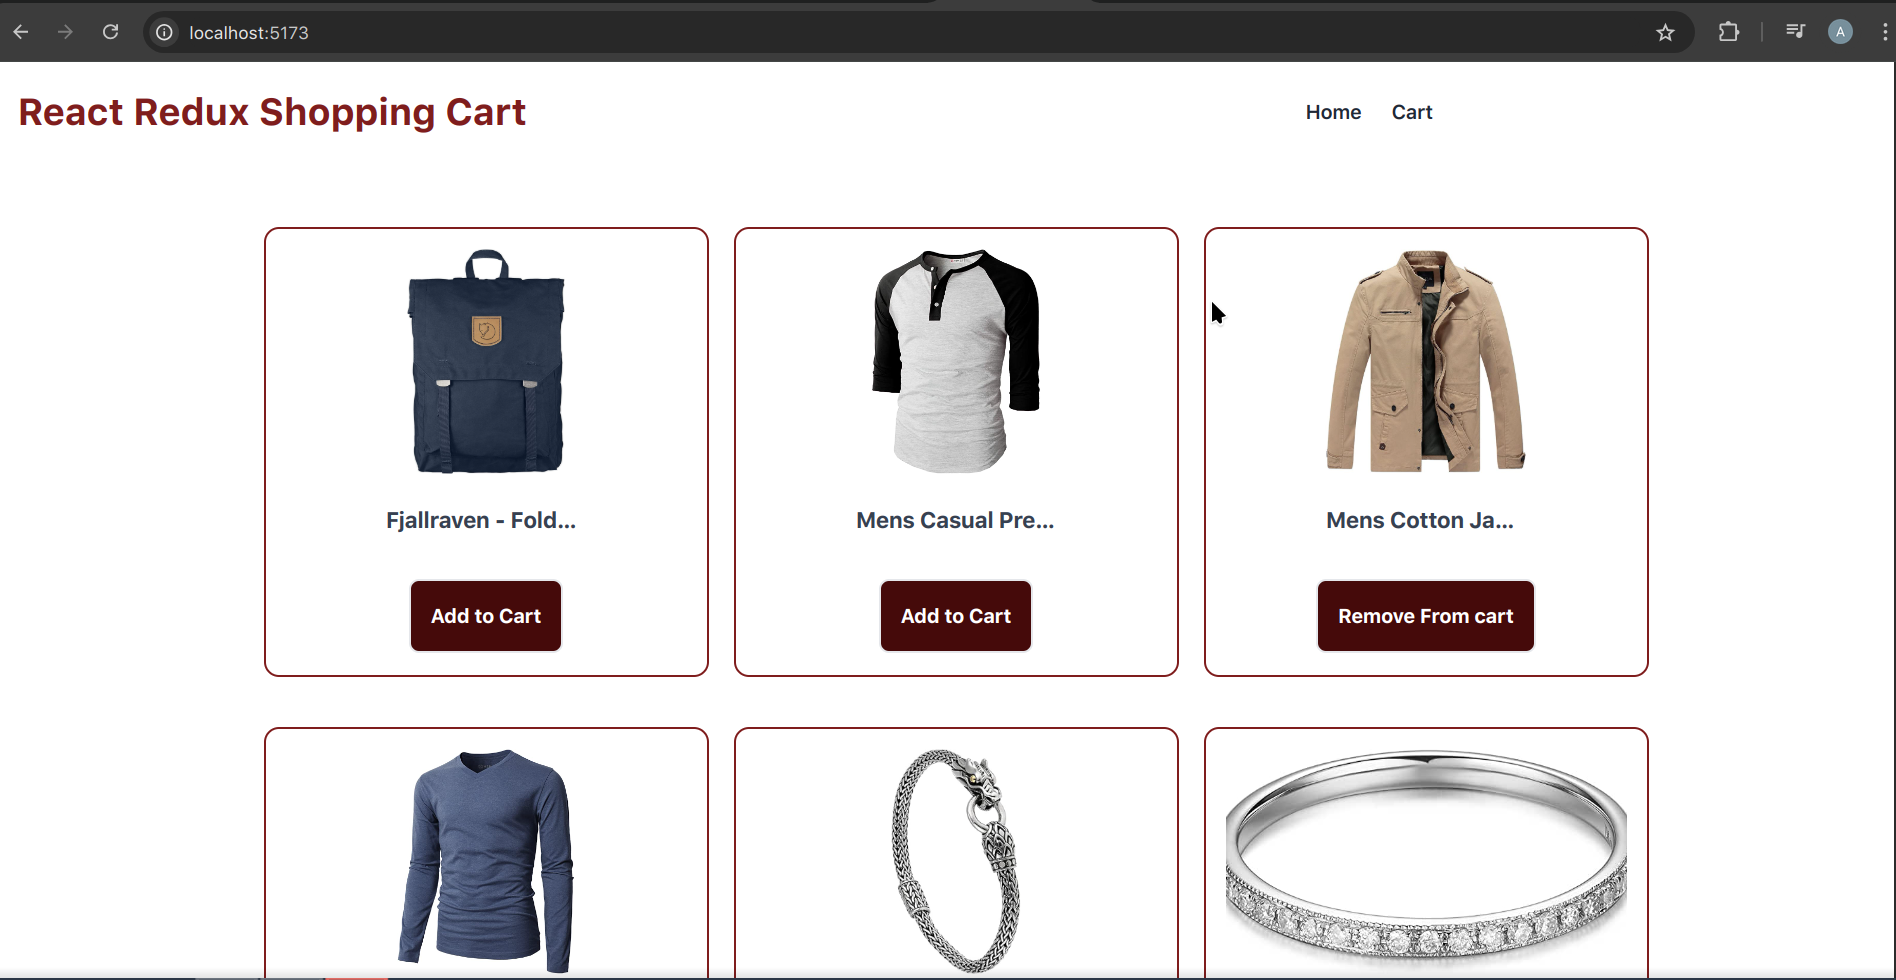 localhost:5173
A
React Redux Shopping Cart
Home Cart
Fjallraven - Fold... Mens Casual Pre... Mens Cotton Ja...
Add to Cart Add to Cart Remove From cart